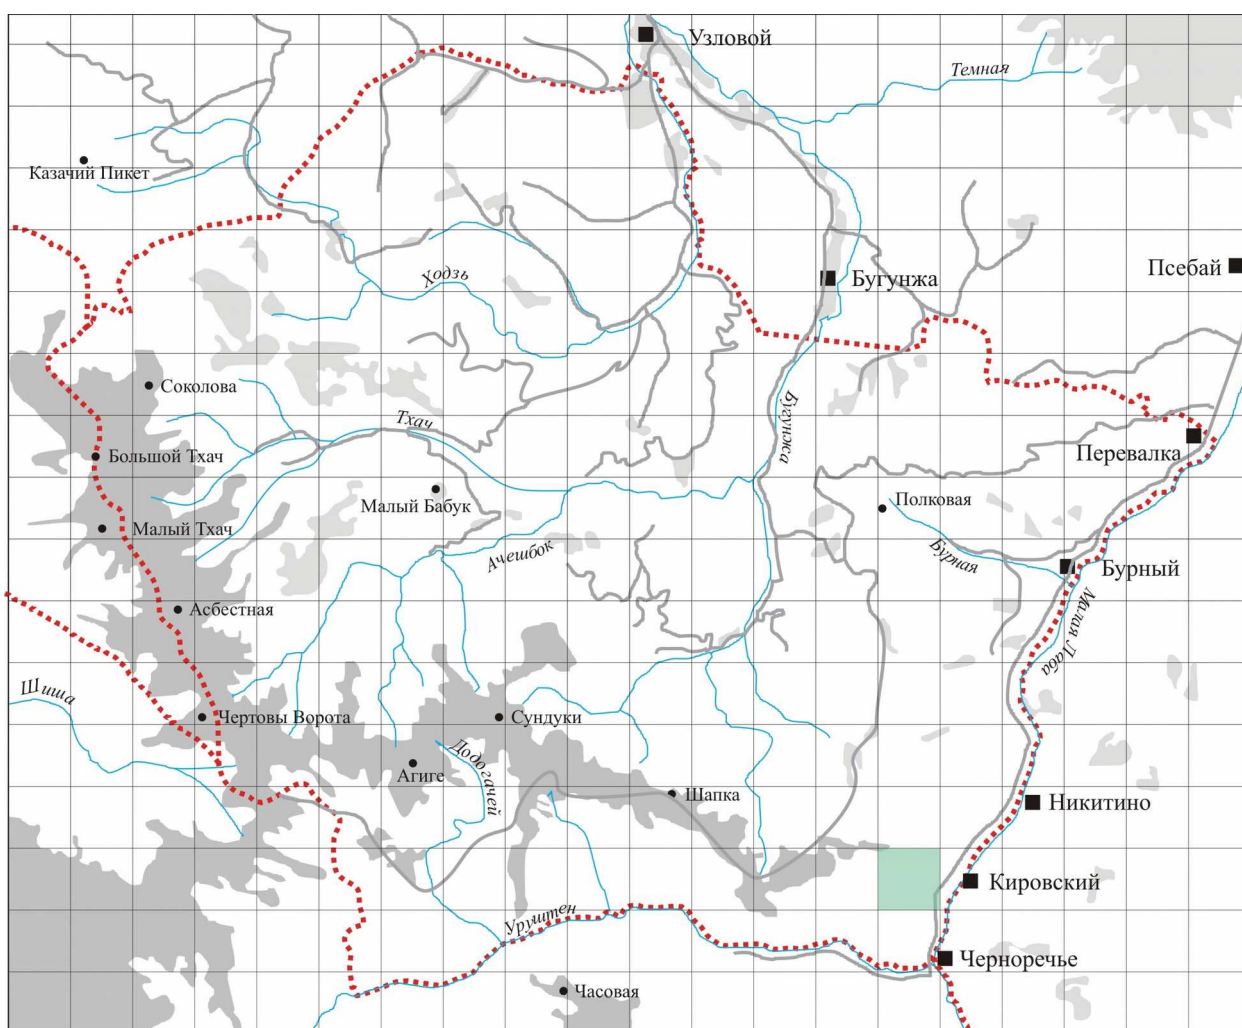 Узловой
Темная
Казачий Пикет
Ходзь
Бугунжа
Псебай
Соколова
Тхач
Бугунжа
Большой Тхач
Перевалка
Малый Бабук
Полковая
Малый Тхач
Ачешбок
Бурная
Бурный
Асбестная
Малая Лаба
Шиша
Чертовы Ворота
Сундуки
Додогачей
Агиге
Шапка
Никитино
Кировский
Уруштен
Черноречье
Часовая